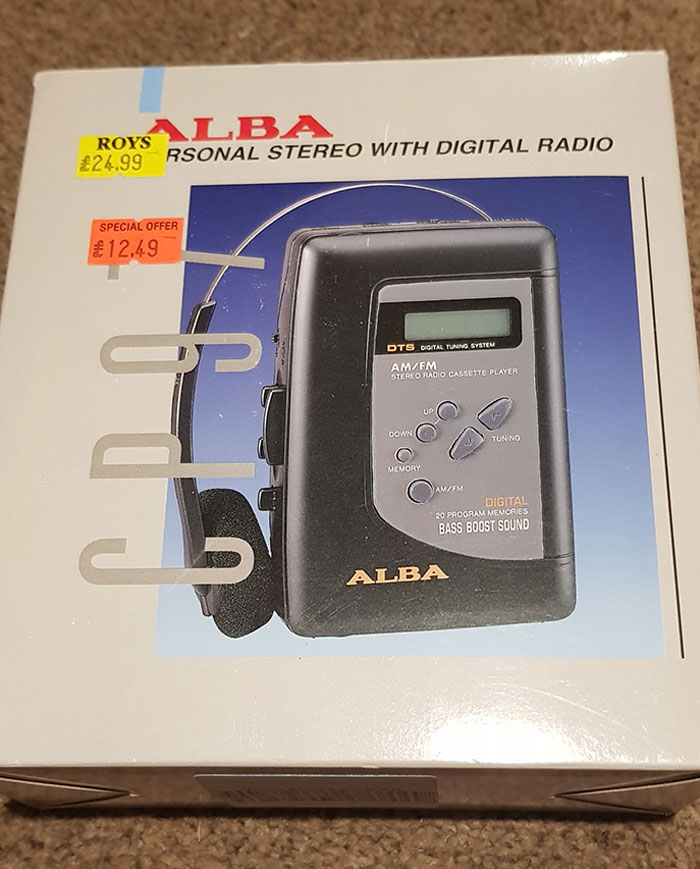 ALBA
RSONAL STEREO WITH DIGITAL RADIO
ROYS
£24.99
SPECIAL OFFER
£12.49
CP97
DTS DIGITAL TUNING SYSTEM
AM/FM
STEREO RADIO CASSETTE PLAYER
UP
DOWN
TUNING
MEMORY
AM/FM
DIGITAL
20 PROGRAM MEMORIES
BASS BOOST SOUND
ALBA